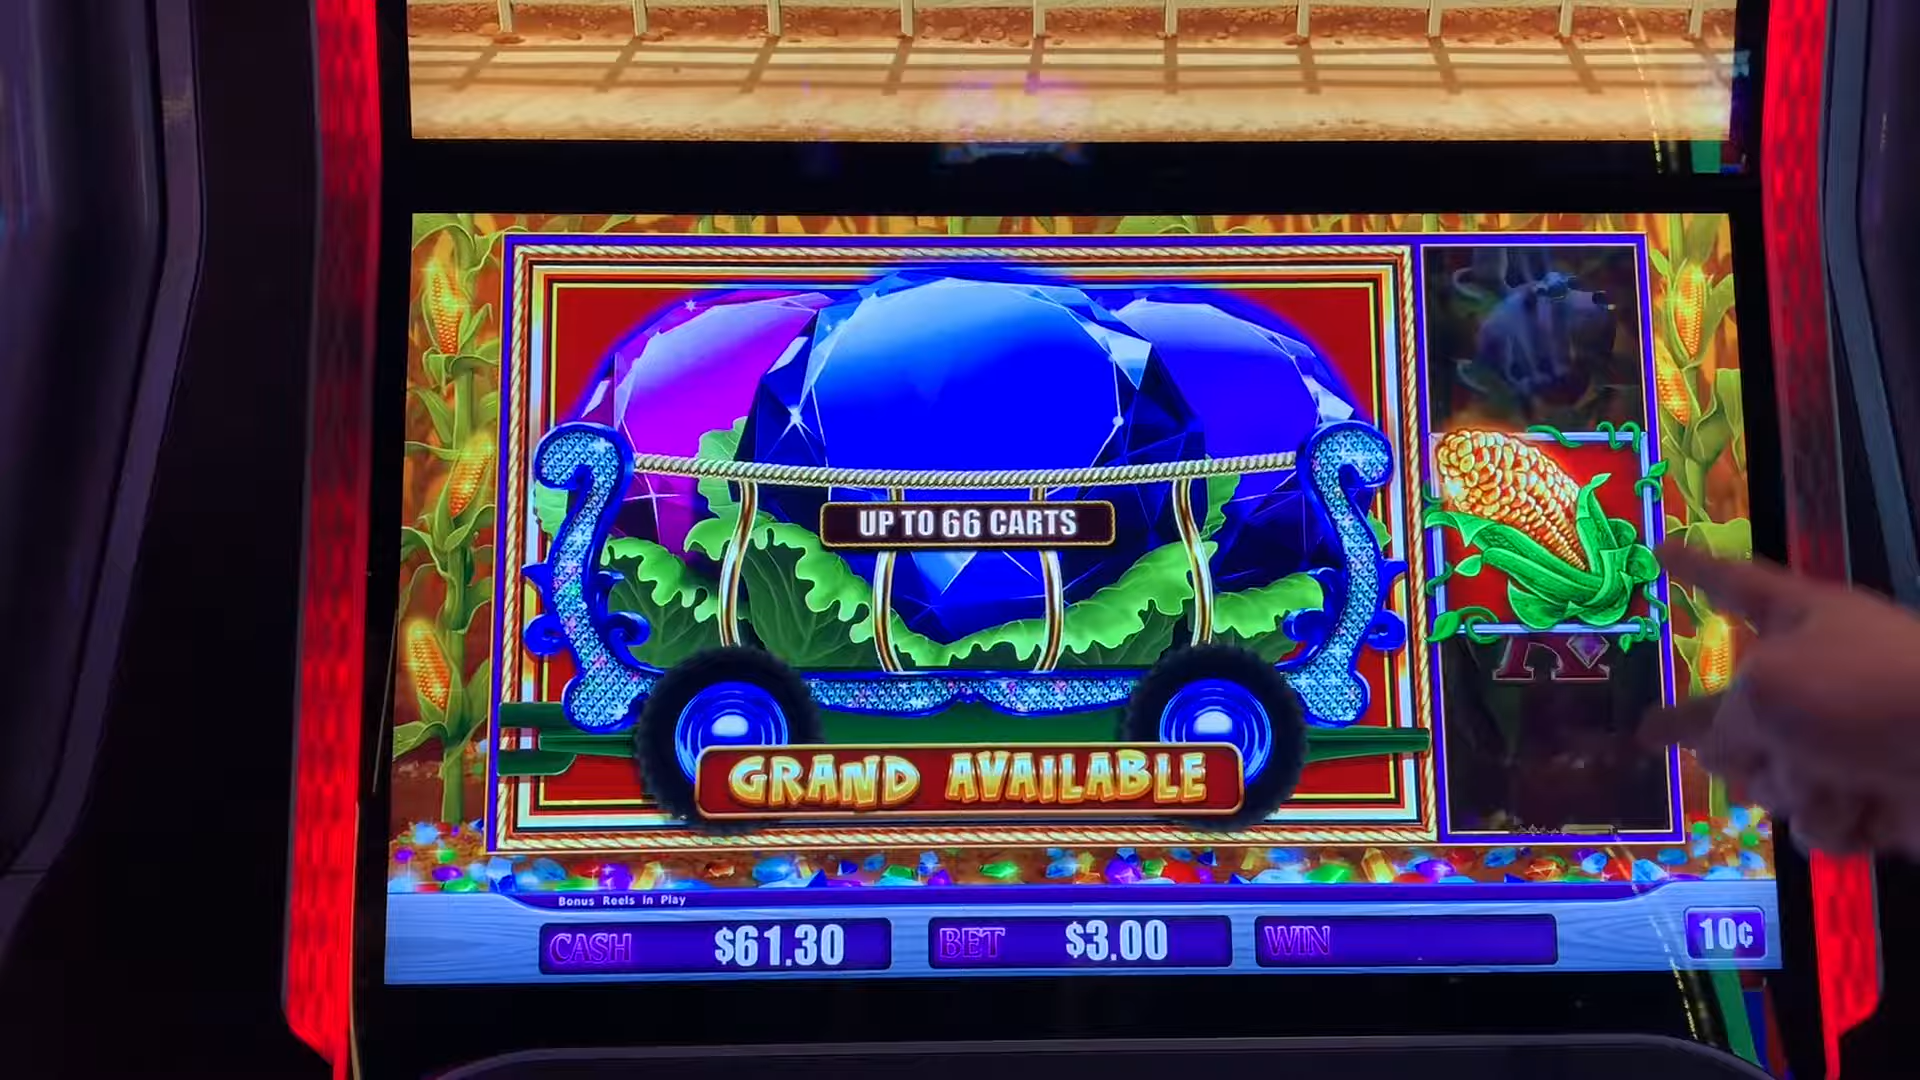 UP TO 66 CARTS
GRAND AVAILABLE
Bonus Reels in Play
CASH $61.30
BET $3.00
WIN
10¢